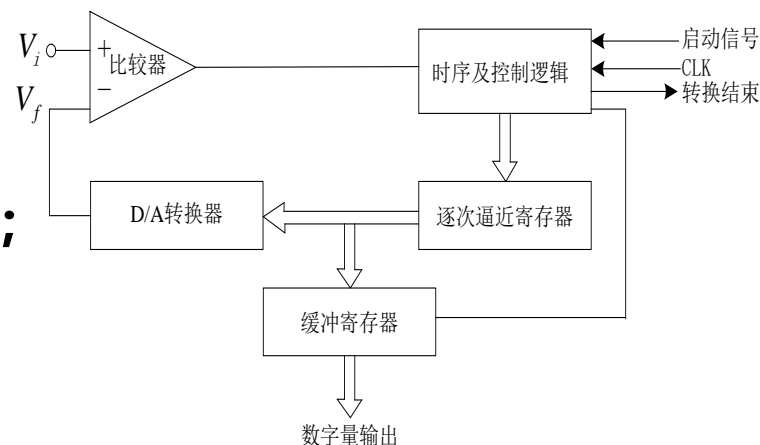 V_i
+
比较器
−
V_f
时序及控制逻辑
启动信号
CLK
转换结束
D/A转换器
逐次逼近寄存器
;
缓冲寄存器
数字量输出